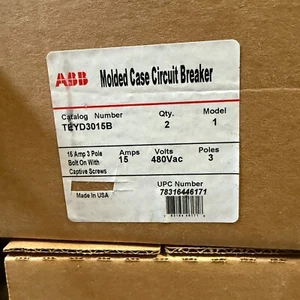 ABB Molded Case Circuit Breaker
Catalog Number Qty. Model
TEYD3015B 2 1
15 Amp 3 Pole Amps Volts Poles
Bolt On With 15 480Vac 3
Captive Screws
Made in USA
UPC Number
78316446171